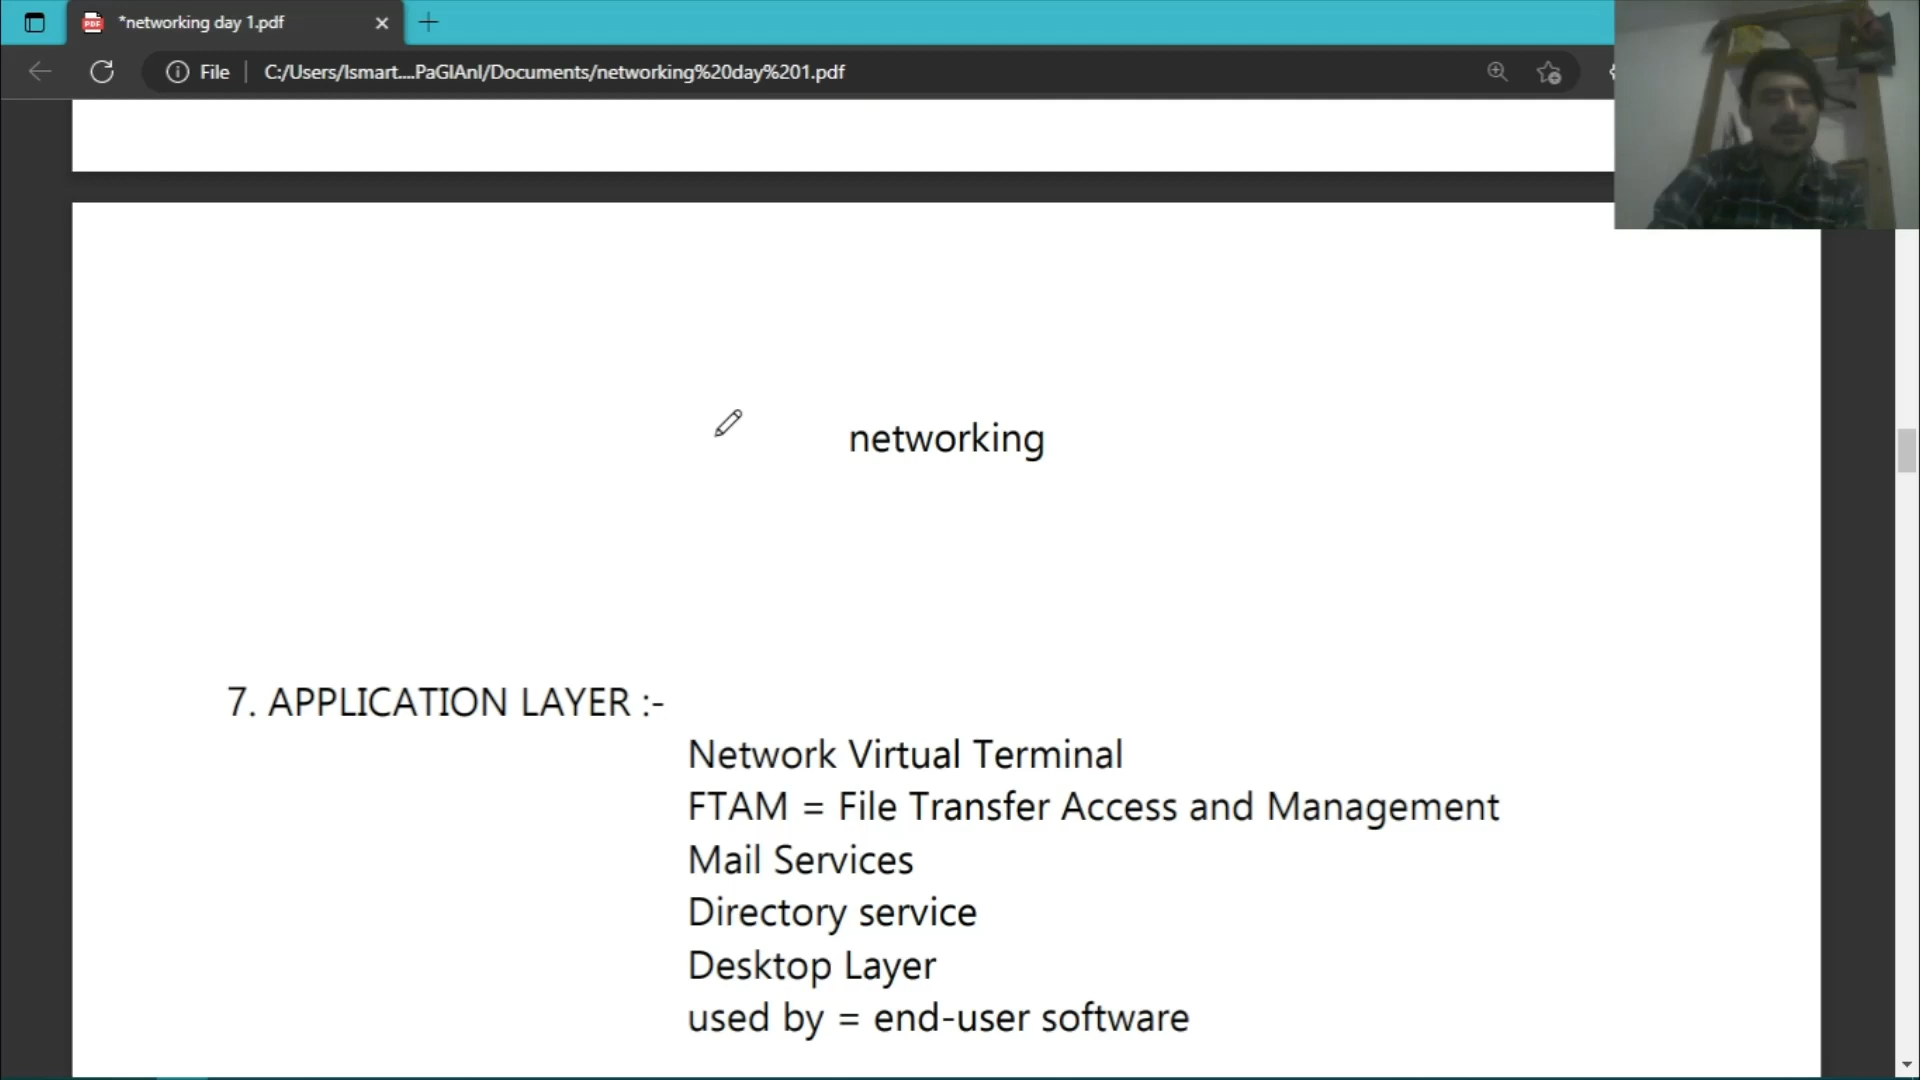 *networking day 1.pdf
File
C:/Users/Ismart....PaGIAnI/Documents/networking%20day%201.pdf
networking
7. APPLICATION LAYER :-
Network Virtual Terminal
FTAM = File Transfer Access and Management
Mail Services
Directory service
Desktop Layer
used by = end-user software